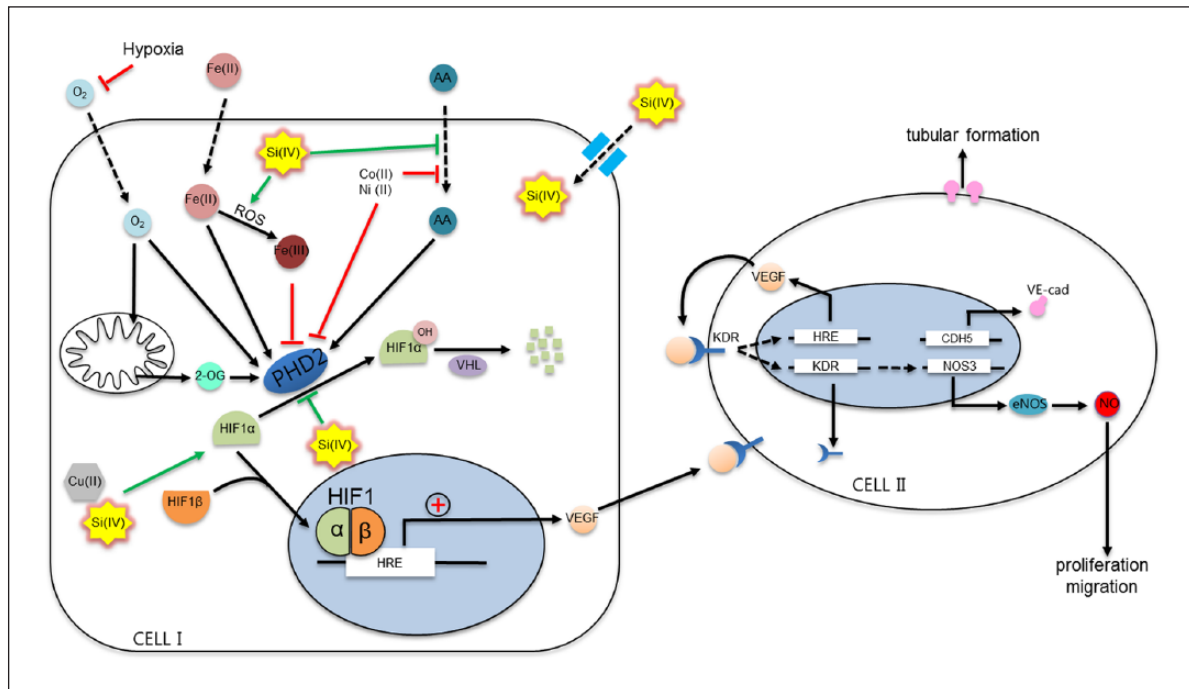 Hypoxia
O2
Fe(II)
AA
Si(IV)
Si(IV)
Co(II)
Ni (II)
Si(IV)
Fe(II)
ROS
O2
AA
Fe(III)
OH
HIF1α
VHL
PHD2
2-OG
HIF1α
Si(IV)
Cu(II)
Si(IV)
HIF1β
HIF1
α
β
+
HRE
VEGF
CELL I
tubular formation
VEGF
VE-cad
KDR
HRE
CDH5
KDR
NOS3
eNOS
NO
CELL II
proliferation
migration